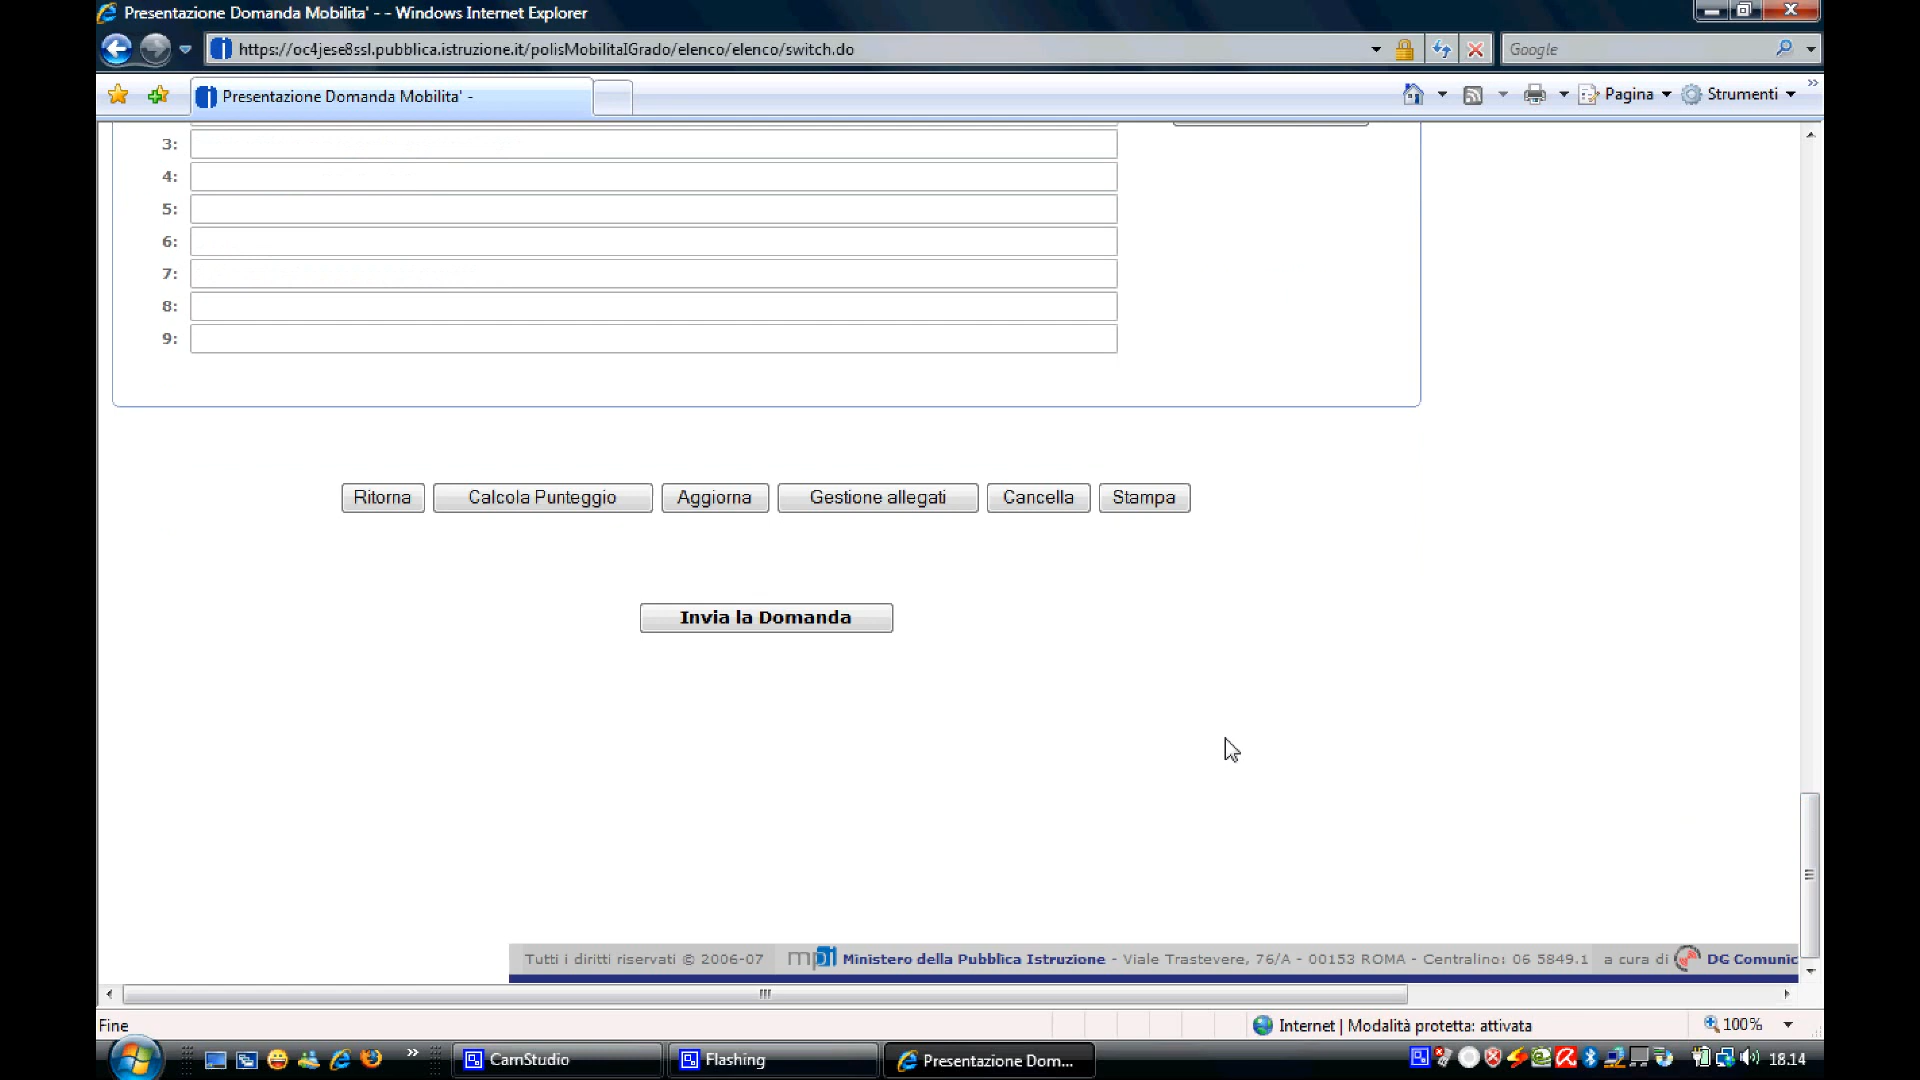 Presentazione Domanda Mobilita' - - Windows Internet Explorer
https://oc4jese8ssl.pubblica.istruzione.it/polisMobilitaIGrado/elenco/elenco/switch.do
Google
Presentazione Domanda Mobilita' -
Pagina
Strumenti
3:
4:
5:
6:
7:
8:
9:
Ritorna Calcola Punteggio Aggiorna Gestione allegati Cancella Stampa
Invia la Domanda
Tutti i diritti riservati © 2006-07 mpi Ministero della Pubblica Istruzione - Viale Trastevere, 76/A - 00153 ROMA - Centralino: 06 5849.1 a cura di DG Comunic
Fine
Internet | Modalità protetta: attivata
100%
CamStudio
Flashing
Presentazione Dom...
18.14